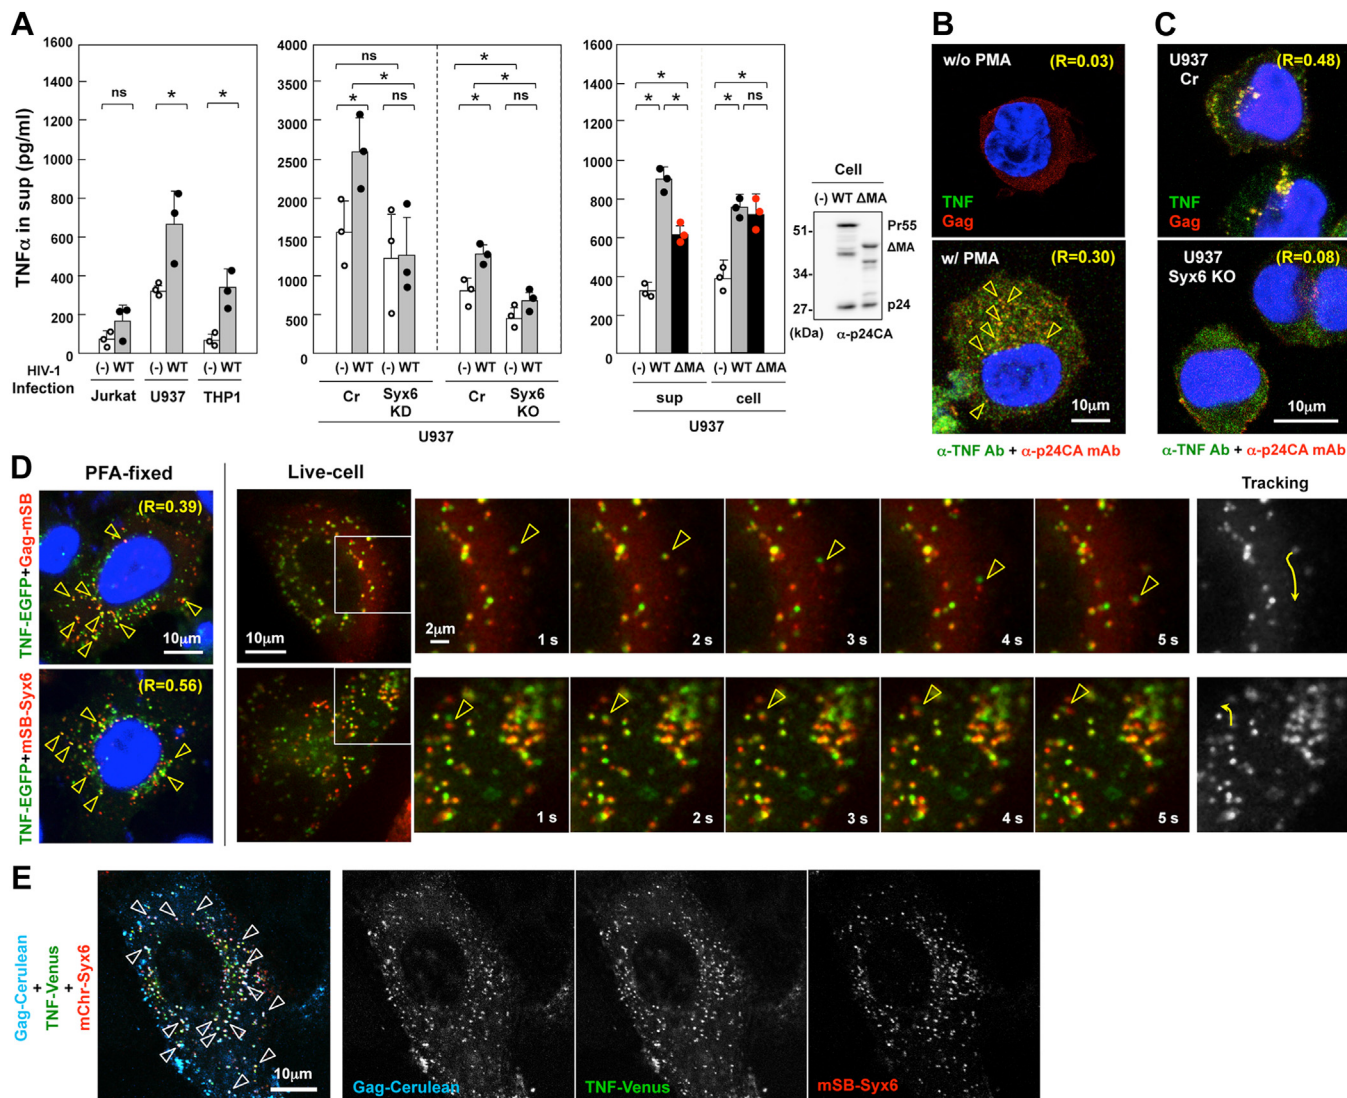 A
TNFα in sup (pg/ml)
1600
1400
1200
1000
800
600
400
200
0
ns
*
*
HIV-1
Infection
(-) WT (-) WT (-) WT
Jurkat U937 THP1
4000
3500
3000
2500
2000
1500
1000
500
0
ns
*
*
ns
*
*
*
ns
(-) WT (-) WT (-) WT (-) WT
Cr Syx6 KD Cr Syx6 KO
U937
1600
1400
1200
1000
800
600
400
200
0
* *
* * * ns
(-) WT ΔMA (-) WT ΔMA
sup cell
U937
Cell
(-) WT ΔMA
51-
34-
27-
(kDa)
Pr55
ΔMA
p24
α-p24CA
B
w/o PMA (R=0.03)
TNF
Gag
w/ PMA (R=0.30)
10μm
α-TNF Ab + α-p24CA mAb
C
U937 Cr (R=0.48)
TNF
Gag
U937 Syx6 KO (R=0.08)
10μm
α-TNF Ab + α-p24CA mAb
D
PFA-fixed
Live-cell
Tracking
TNF-EGFP+Gag-mSB
(R=0.39)
10μm
10μm
2μm
1 s
2 s
3 s
4 s
5 s
TNF-EGFP+mSB-Syx6
(R=0.56)
1 s
2 s
3 s
4 s
5 s
E
Gag-Cerulean
+
TNF-Venus
+
mChr-Syx6
10μm
Gag-Cerulean
TNF-Venus
mSB-Syx6